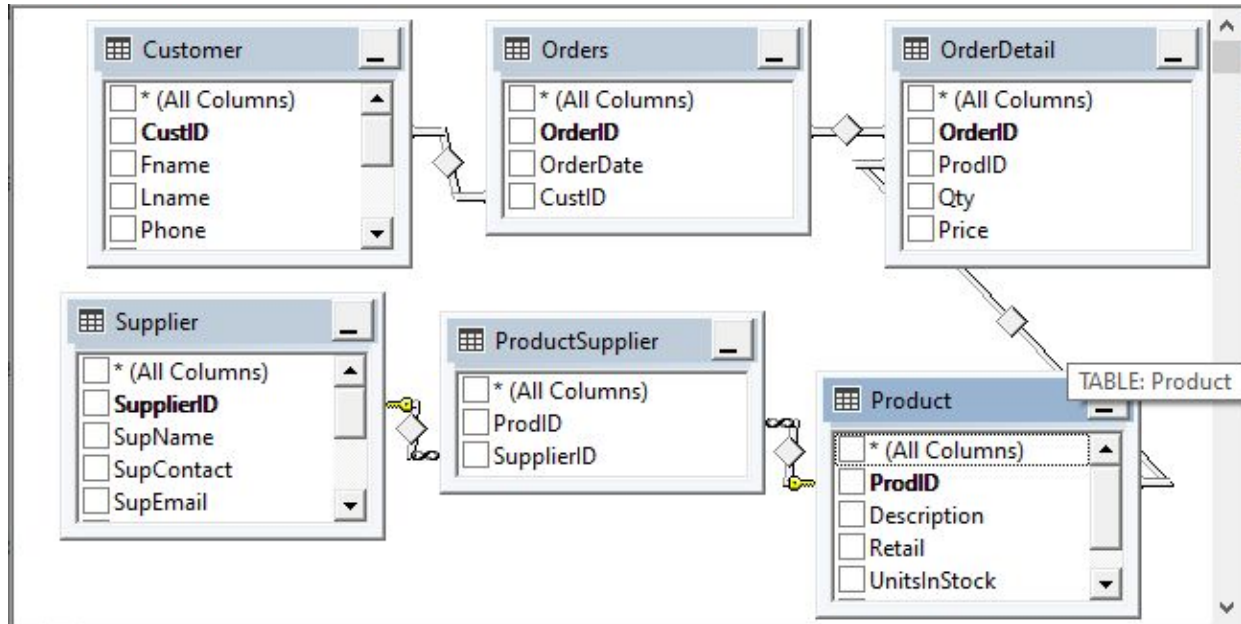 Customer
* (All Columns)
CustID
Fname
Lname
Phone
Orders
* (All Columns)
OrderID
OrderDate
CustID
OrderDetail
* (All Columns)
OrderID
ProdID
Qty
Price
Supplier
* (All Columns)
SupplierID
SupName
SupContact
SupEmail
ProductSupplier
* (All Columns)
ProdID
SupplierID
TABLE: Product
Product
* (All Columns)
ProdID
Description
Retail
UnitsInStock